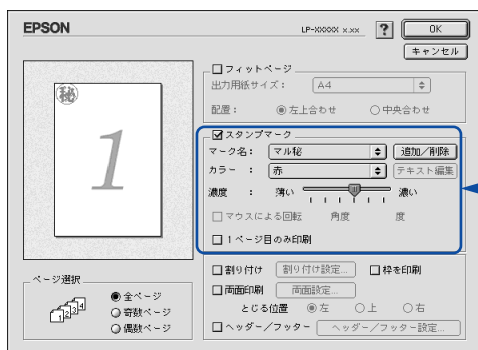 EPSON
LP-XXXXX x.xx
?
OK
キャンセル
秘
1
フィットページ
出力用紙サイズ： A4
配置： 左上合わせ 中央合わせ
スタンプマーク
マーク名： マル秘 追加／削除
カラー： 赤 テキスト編集
濃度： 薄い 濃い
マウスによる回転 角度 度
1ページ目のみ印刷
割り付け 割り付け設定... 枠を印刷
両面印刷 両面設定...
とじる位置 左 上 右
ヘッダー／フッター ヘッダー／フッター設定...
ページ選択
1 2 3 4
全ページ
奇数ページ
偶数ページ